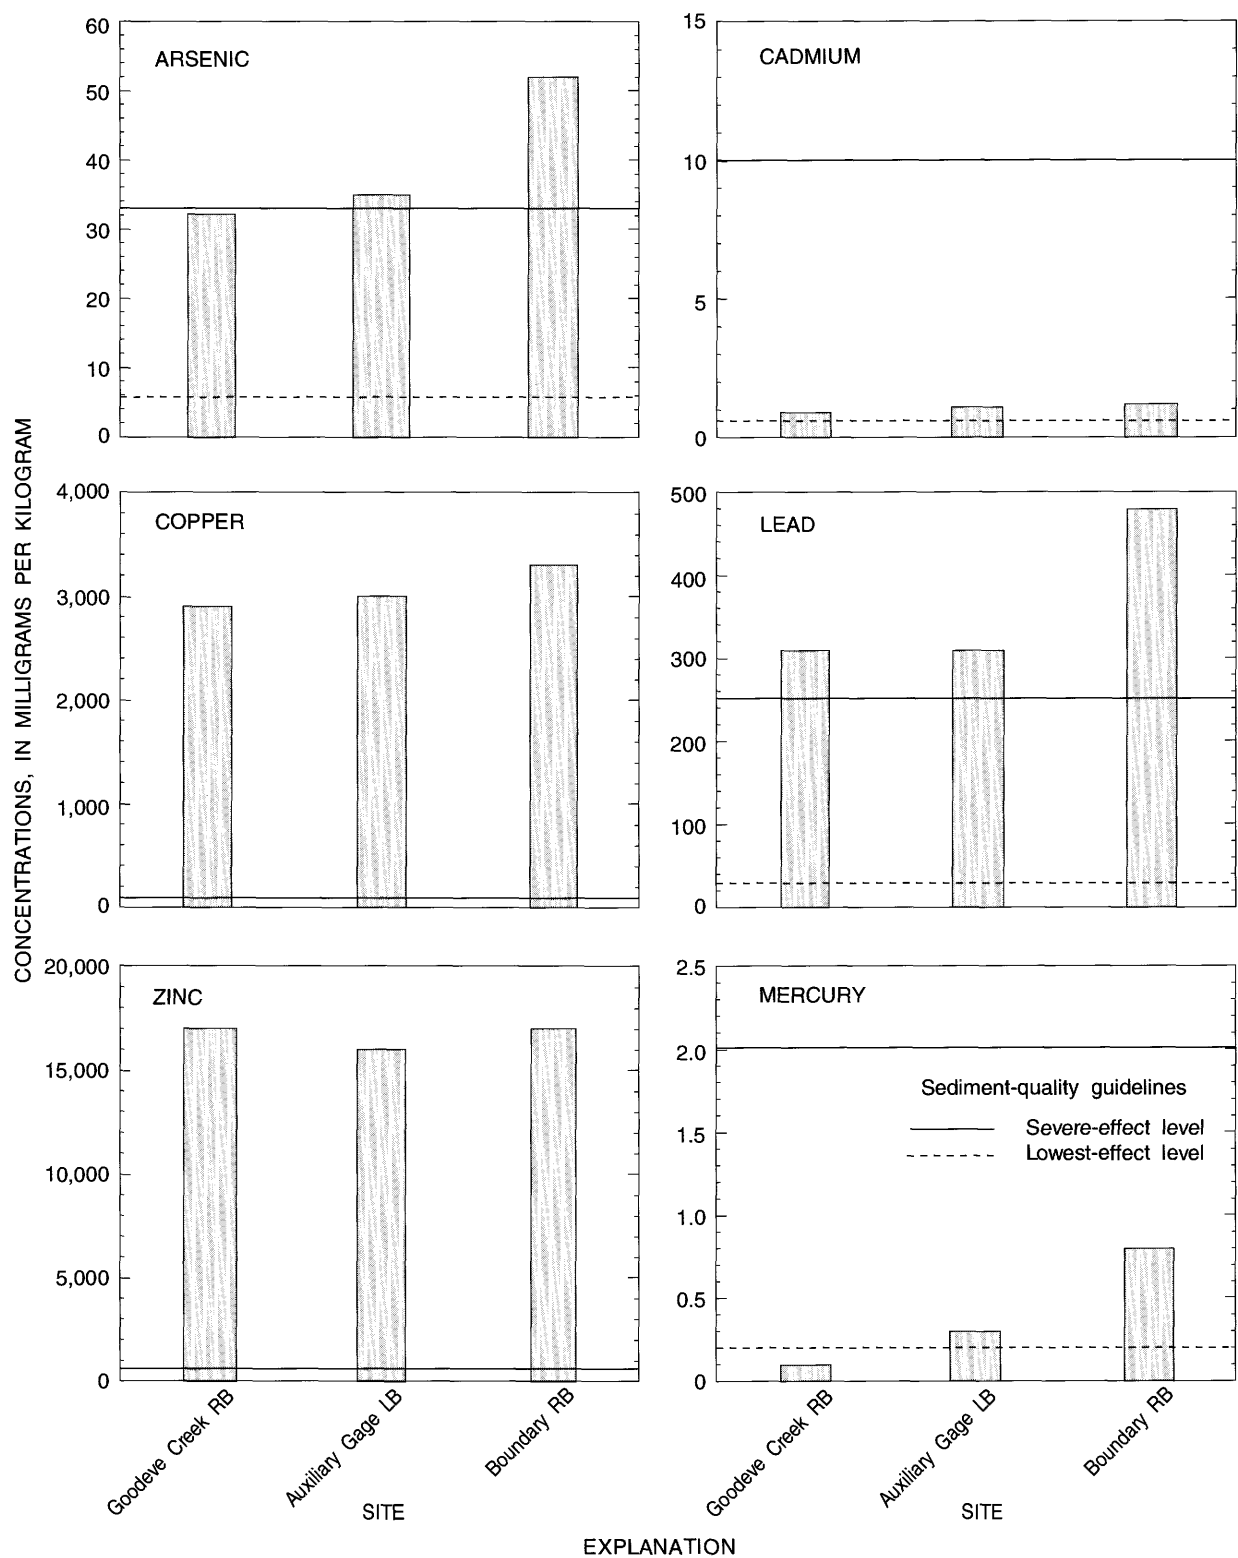 CONCENTRATIONS, IN MILLIGRAMS PER KILOGRAM
ARSENIC
60
50
40
30
20
10
0
CADMIUM
15
10
5
0
COPPER
4,000
3,000
2,000
1,000
0
LEAD
500
400
300
200
100
0
ZINC
20,000
15,000
10,000
5,000
0
Goodeve Creek RB
Auxiliary Gage LB
Boundary RB
SITE
MERCURY
2.5
2.0
1.5
1.0
0.5
0
Sediment-quality guidelines
Severe-effect level
Lowest-effect level
Goodeve Creek RB
Auxiliary Gage LB
Boundary RB
SITE
EXPLANATION